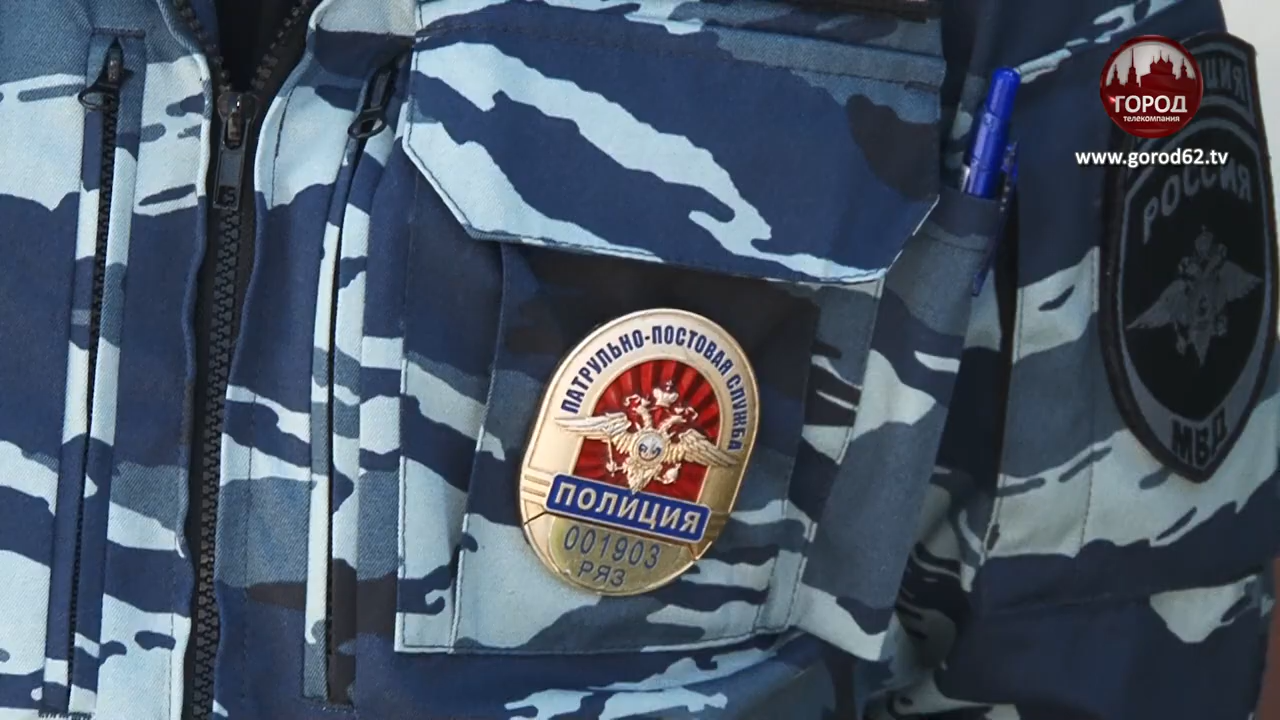 ГОРОД
телекомпания
www.gorod62.tv
РОССИЯ
МВД
ПАТРУЛЬНО-ПОСТОВАЯ СЛУЖБА
ПОЛИЦИЯ
001903
РЯЗ